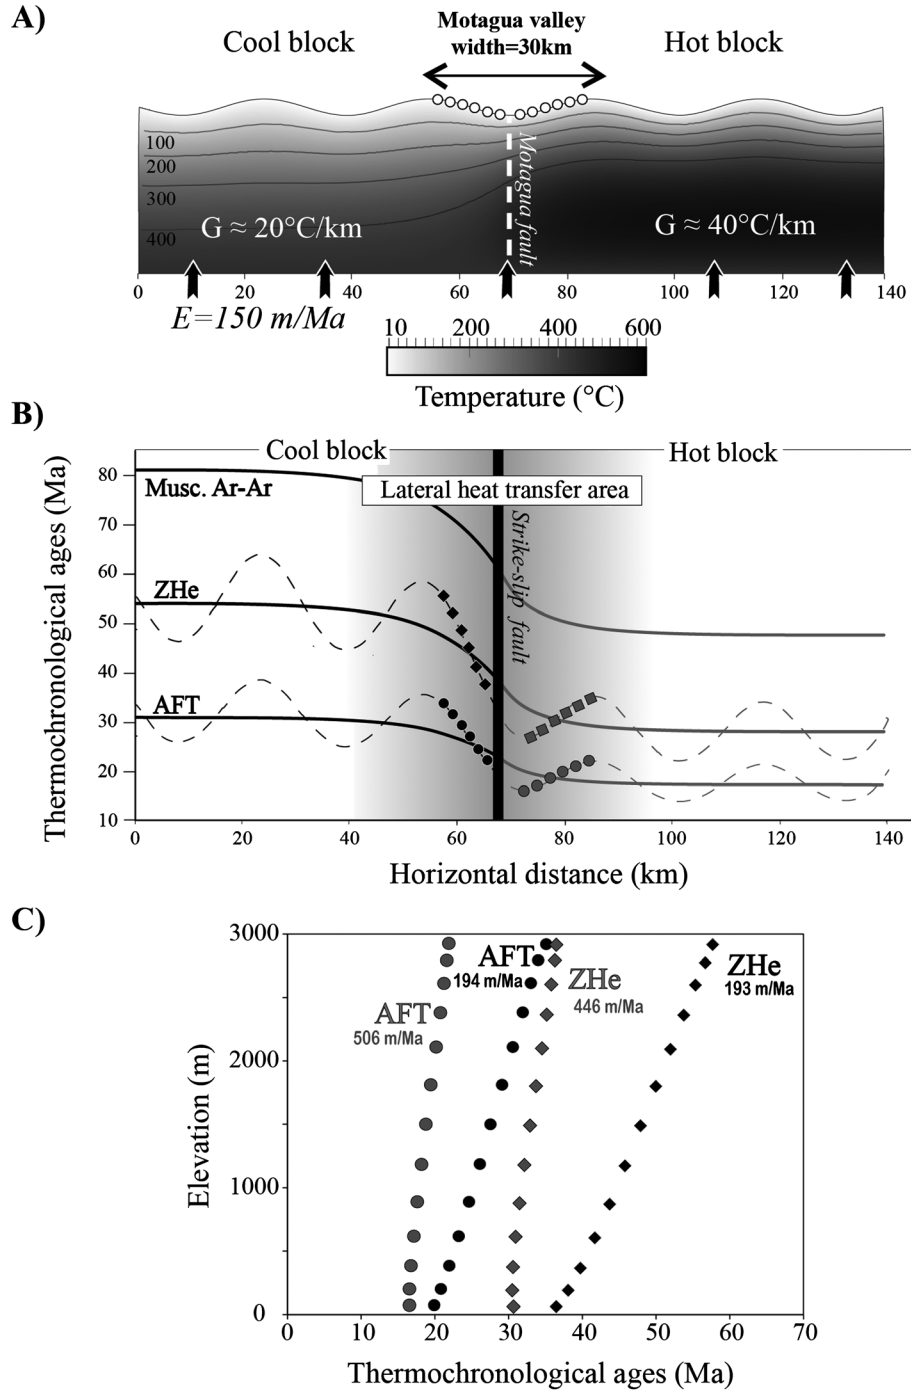 A)
Cool block
Motagua valley
width=30km
Hot block
100
200
300
400
G ≈ 20°C/km
Motagua fault
G ≈ 40°C/km
0 20 40 60 80 100 120 140
E=150 m/Ma
10 200 400 600
Temperature (°C)
B)
Cool block
Hot block
Thermochronological ages (Ma)
80
70
60
50
40
30
20
10
Musc. Ar-Ar
Lateral heat transfer area
ZHe
Strike-slip fault
AFT
0 20 40 60 80 100 120 140
Horizontal distance (km)
C)
Elevation (m)
3000
2000
1000
0
AFT
506 m/Ma
AFT
194 m/Ma
ZHe
446 m/Ma
ZHe
193 m/Ma
0 10 20 30 40 50 60 70
Thermochronological ages (Ma)